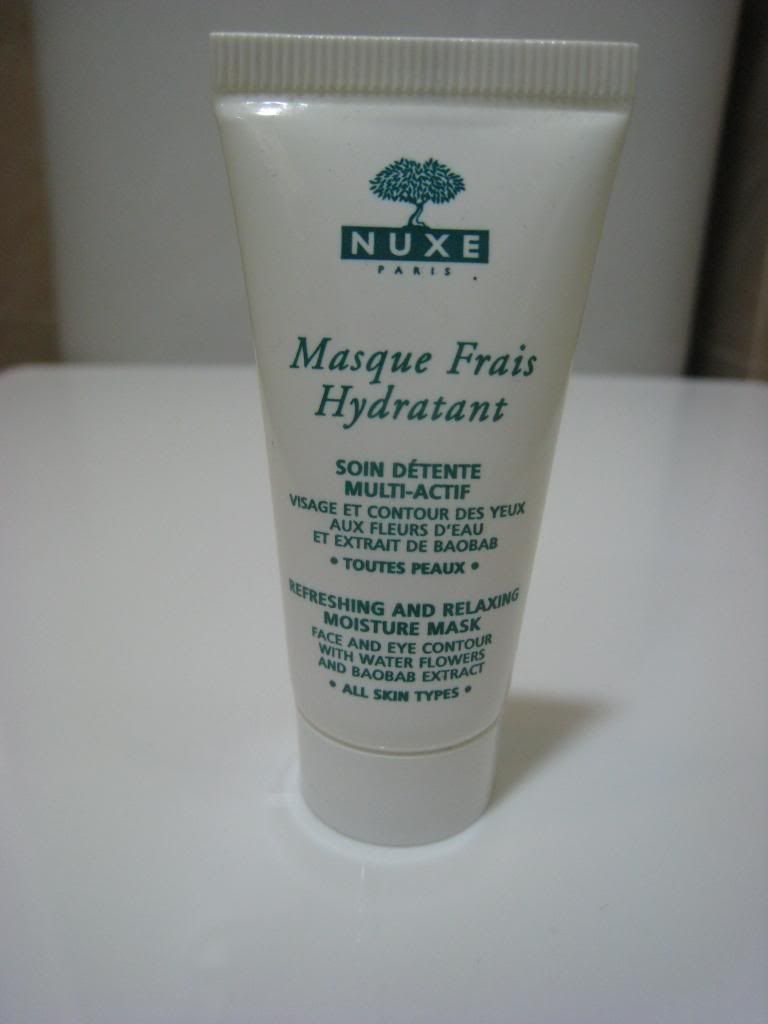 NUXE
PARIS
Masque Frais
Hydratant
SOIN DÉTENTE
MULTI-ACTIF
VISAGE ET CONTOUR DES YEUX
AUX FLEURS D'EAU
ET EXTRAIT DE BAOBAB
• TOUTES PEAUX •
REFRESHING AND RELAXING
MOISTURE MASK
FACE AND EYE CONTOUR
WITH WATER FLOWERS
AND BAOBAB EXTRACT
• ALL SKIN TYPES •